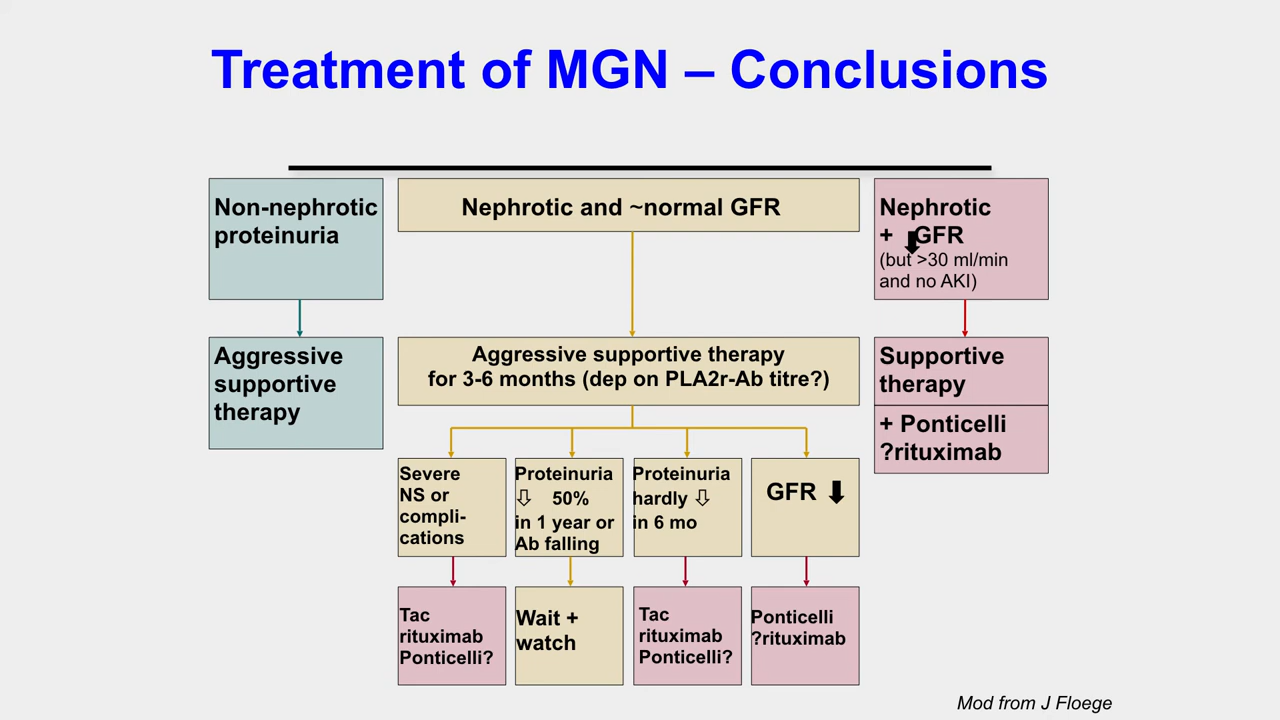 Treatment of MGN – Conclusions
Non-nephrotic
proteinuria
Nephrotic and ~normal GFR
Nephrotic
+ ⬇GFR
(but >30 ml/min
and no AKI)
Aggressive
supportive
therapy
Aggressive supportive therapy
for 3-6 months (dep on PLA2r-Ab titre?)
Supportive
therapy
+ Ponticelli
?rituximab
Severe
NS or
compli-
cations
Proteinuria
⇩ 50%
in 1 year or
Ab falling
Proteinuria
hardly ⇩
in 6 mo
GFR ⬇
Tac
rituximab
Ponticelli?
Wait +
watch
Tac
rituximab
Ponticelli?
Ponticelli
?rituximab
Mod from J Floege